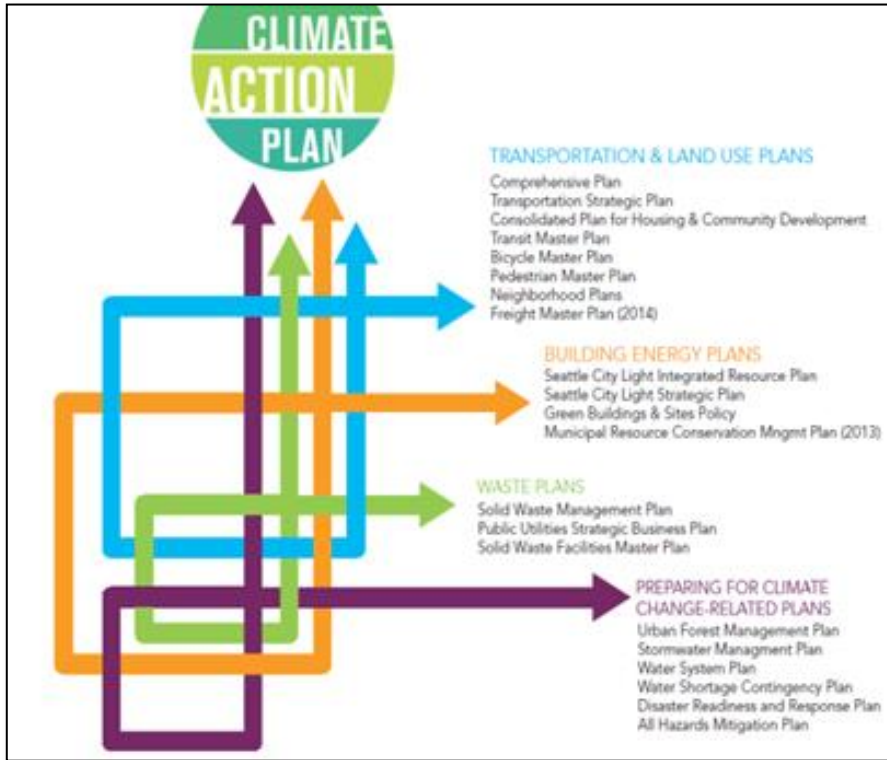 CLIMATE
ACTION
PLAN
TRANSPORTATION & LAND USE PLANS
Comprehensive Plan
Transportation Strategic Plan
Consolidated Plan for Housing & Community Development
Transit Master Plan
Bicycle Master Plan
Pedestrian Master Plan
Neighborhood Plans
Freight Master Plan (2014)
BUILDING ENERGY PLANS
Seattle City Light Integrated Resource Plan
Seattle City Light Strategic Plan
Green Buildings & Sites Policy
Municipal Resource Conservation Mngmt Plan (2013)
WASTE PLANS
Solid Waste Management Plan
Public Utilities Strategic Business Plan
Solid Waste Facilities Master Plan
PREPARING FOR CLIMATE
CHANGE-RELATED PLANS
Urban Forest Management Plan
Stormwater Managment Plan
Water System Plan
Water Shortage Contingency Plan
Disaster Readiness and Response Plan
All Hazards Mitigation Plan